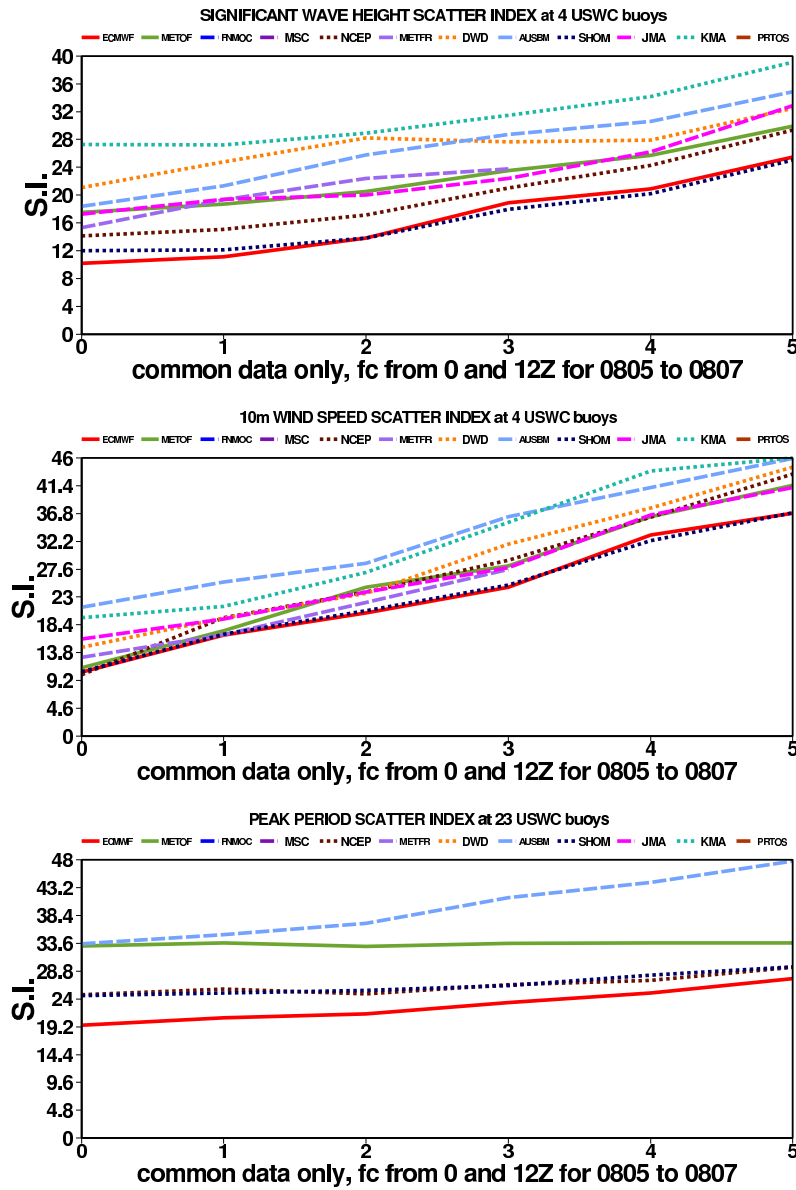 SIGNIFICANT WAVE HEIGHT SCATTER INDEX at 4 USWC buoys
ECMWF METOF FNMOC MSC NCEP METFR DWD AUSBM SHOM JMA KMA PRTOS
40
36
32
28
24
20
16
12
8
4
0
S.I.
0 1 2 3 4 5
common data only, fc from 0 and 12Z for 0805 to 0807
10m WIND SPEED SCATTER INDEX at 4 USWC buoys
ECMWF METOF FNMOC MSC NCEP METFR DWD AUSBM SHOM JMA KMA PRTOS
46
41.4
36.8
32.2
27.6
23
18.4
13.8
9.2
4.6
0
S.I.
0 1 2 3 4 5
common data only, fc from 0 and 12Z for 0805 to 0807
PEAK PERIOD SCATTER INDEX at 23 USWC buoys
ECMWF METOF FNMOC MSC NCEP METFR DWD AUSBM SHOM JMA KMA PRTOS
48
43.2
38.4
33.6
28.8
24
19.2
14.4
9.6
4.8
0
S.I.
0 1 2 3 4 5
common data only, fc from 0 and 12Z for 0805 to 0807